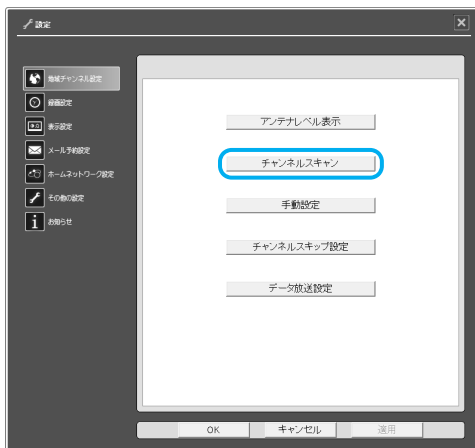 設定
地域チャンネル設定
録画設定
表示設定
メール予約設定
ホームネットワーク設定
その他の設定
お知らせ
アンテナレベル表示
チャンネルスキャン
手動設定
チャンネルスキップ設定
データ放送設定
OK
キャンセル
適用